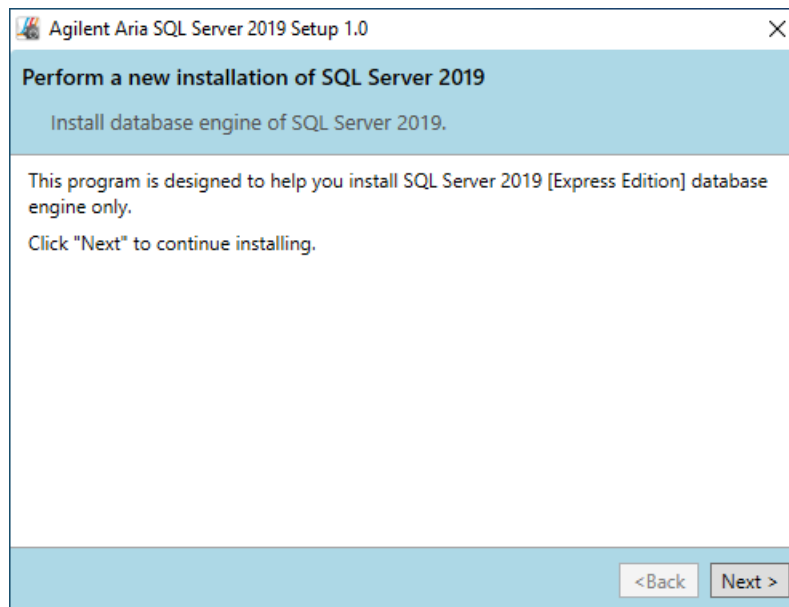 Agilent Aria SQL Server 2019 Setup 1.0
Perform a new installation of SQL Server 2019
Install database engine of SQL Server 2019.
This program is designed to help you install SQL Server 2019 [Express Edition] database
engine only.
Click "Next" to continue installing.
<Back Next >